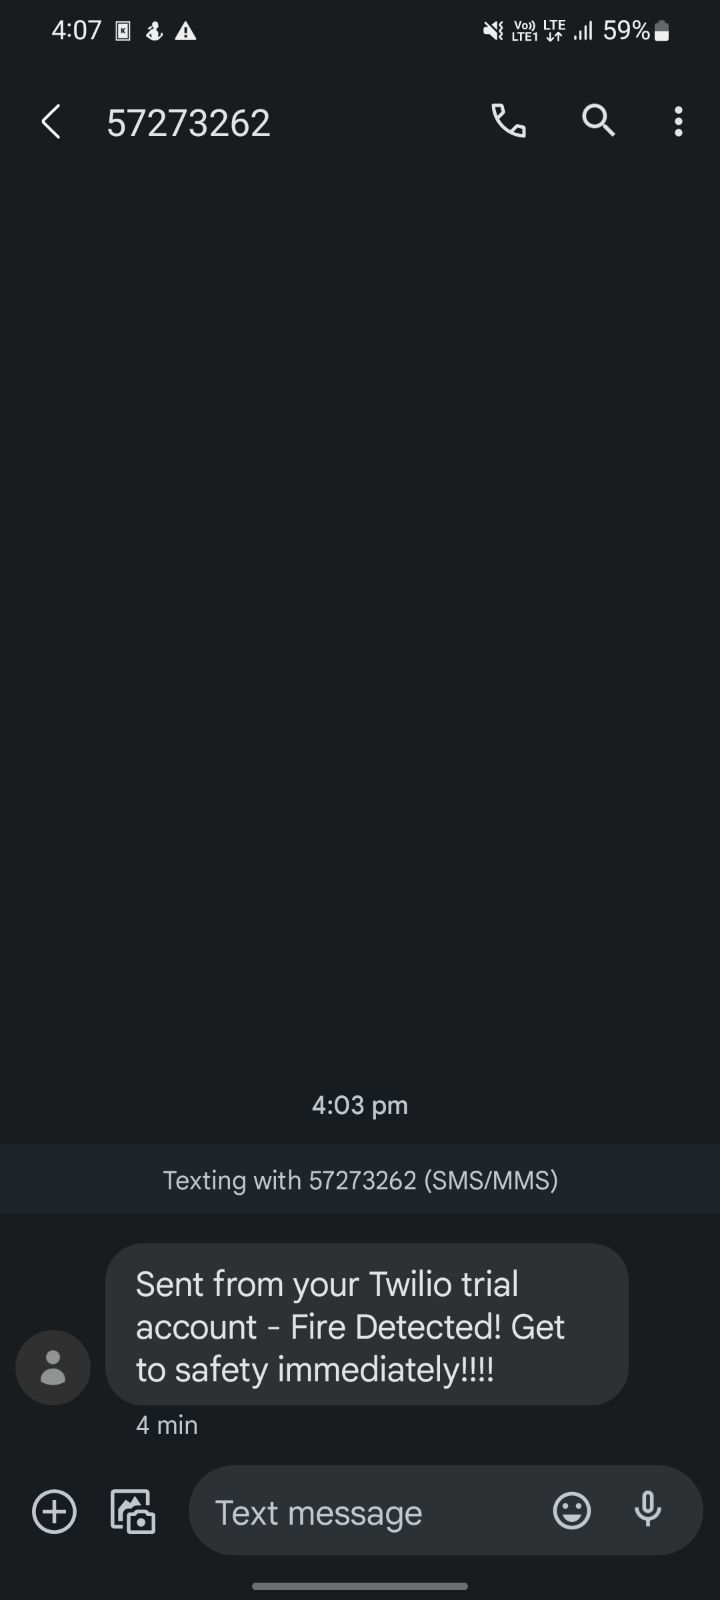 4:07 Vo)) LTE1 LTE 59%
57273262
4:03 pm
Texting with 57273262 (SMS/MMS)
Sent from your Twilio trial
account - Fire Detected! Get
to safety immediately!!!!
4 min
Text message